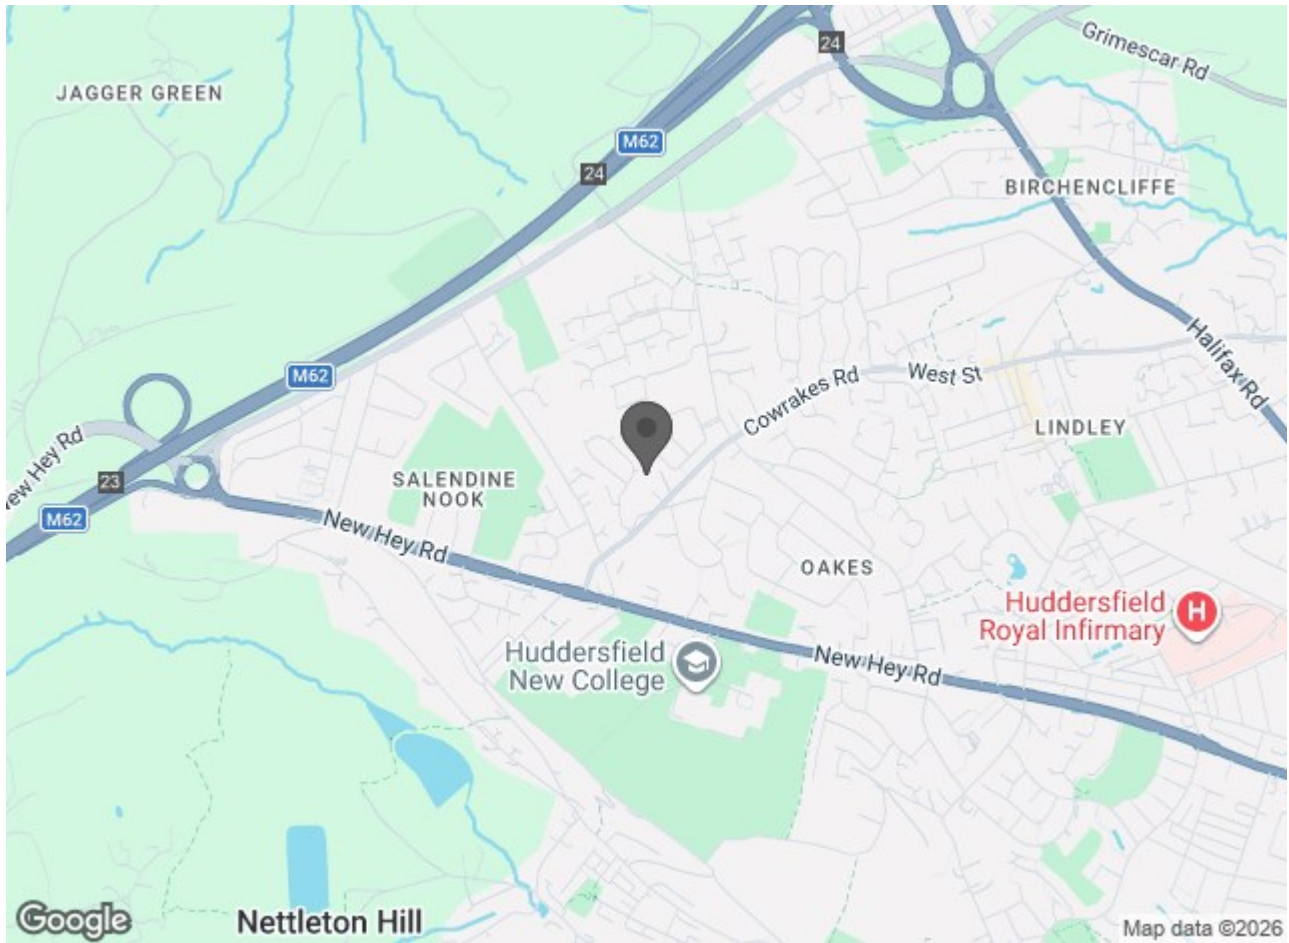 24
Grimescar Rd
JAGGER GREEN
M62
24
BIRCHENCLIFFE
Halifax Rd
M62
West St
Cowrakes Rd
LINDLEY
New Hey Rd
23
SALENDINE
NOOK
M62
New Hey Rd
OAKES
Huddersfield
Royal Infirmary
H
Huddersfield
New College
New Hey Rd
Google
Nettleton Hill
Map data ©2026